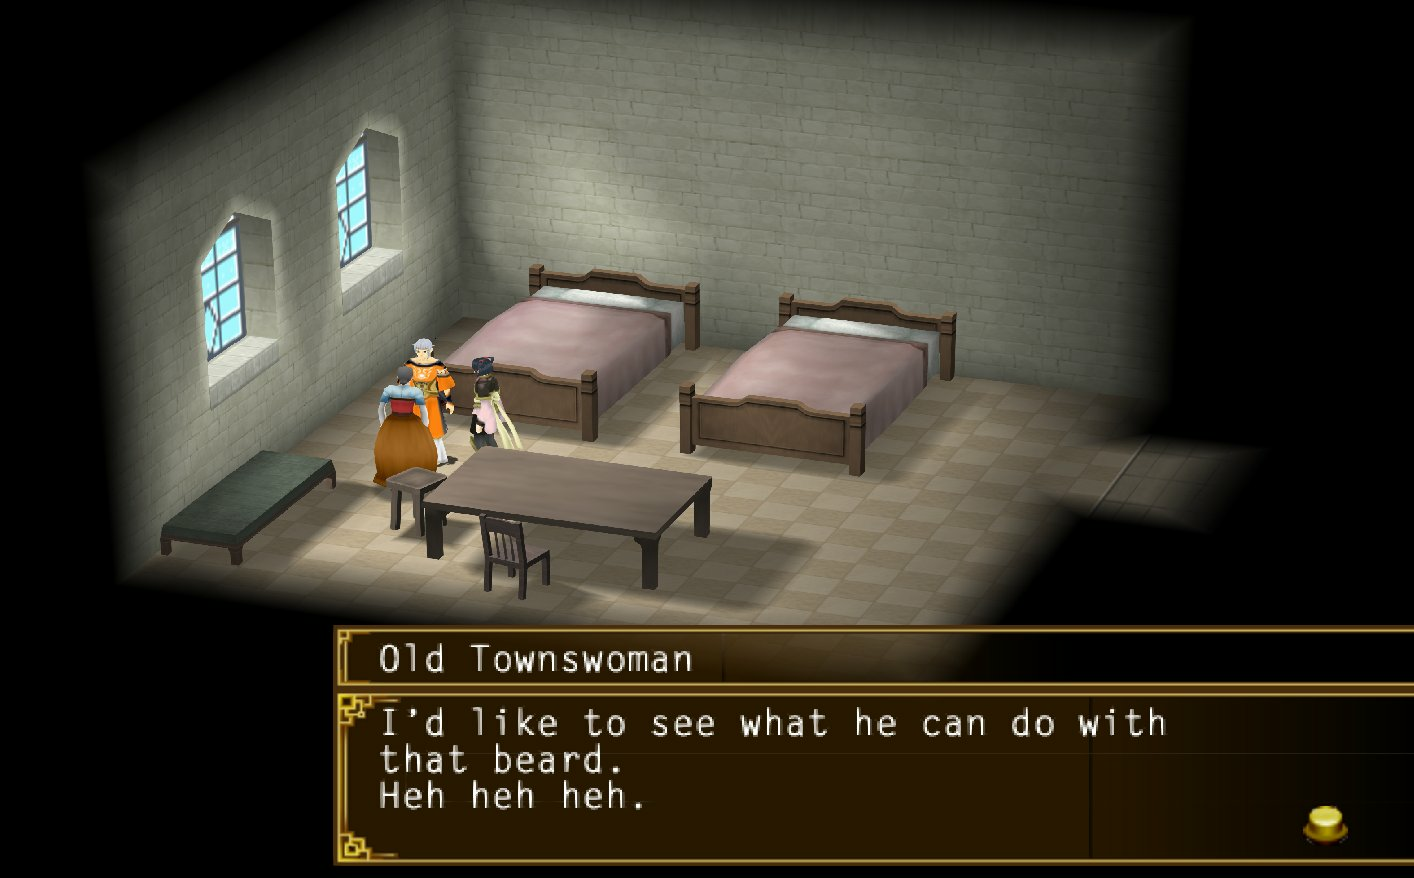 Old Townswoman
I'd like to see what he can do with
that beard.
Heh heh heh.